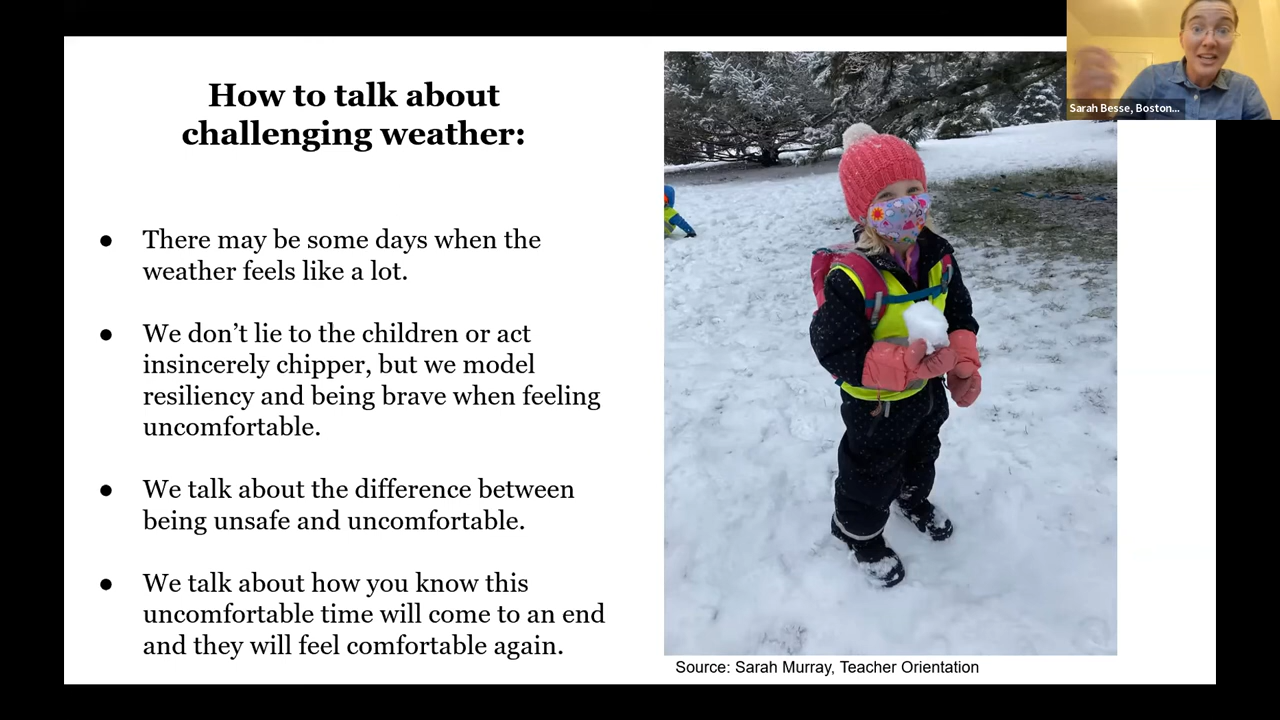 How to talk about
challenging weather:
● There may be some days when the
weather feels like a lot.
● We don’t lie to the children or act
insincerely chipper, but we model
resiliency and being brave when feeling
uncomfortable.
● We talk about the difference between
being unsafe and uncomfortable.
● We talk about how you know this
uncomfortable time will come to an end
and they will feel comfortable again.
Source: Sarah Murray, Teacher Orientation
Sarah Besse, Boston...